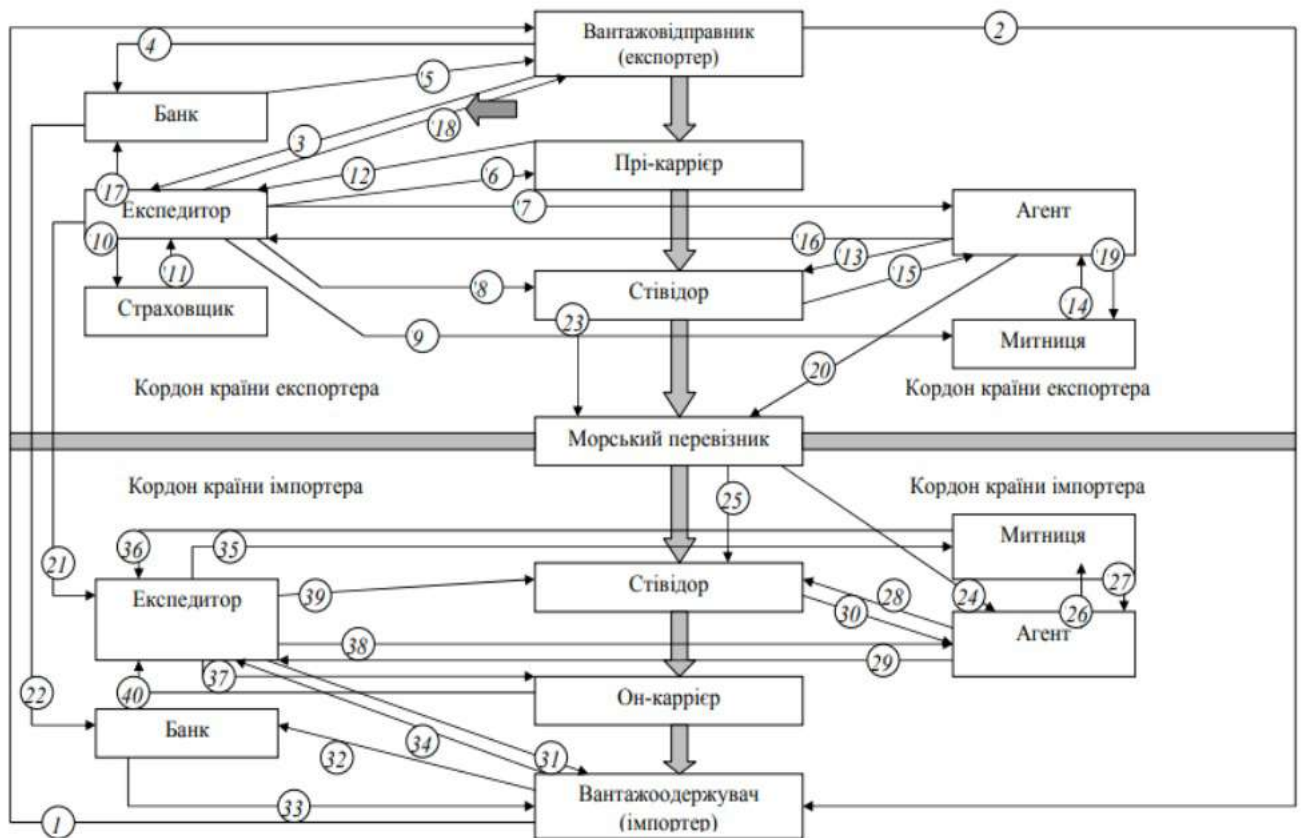 2
Вантажовідправник
(експортер)
4
5
Банк
3
18
Прі-каррієр
12
6
17
7
Експедитор
Агент
10
16
13
19
11
15
8
Стівідор
Страховщик
14
23
9
Митниця
20
Кордон країни експортера
Кордон країни експортера
Морський перевізник
Кордон країни імпортера
Кордон країни імпортера
25
36
35
Митниця
21
27
Експедитор
39
Стівідор
28
24
30
26
Агент
38
29
37
22
40
Он-каррієр
Банк
34
31
32
Вантажоодержувач
(імпортер)
33
1